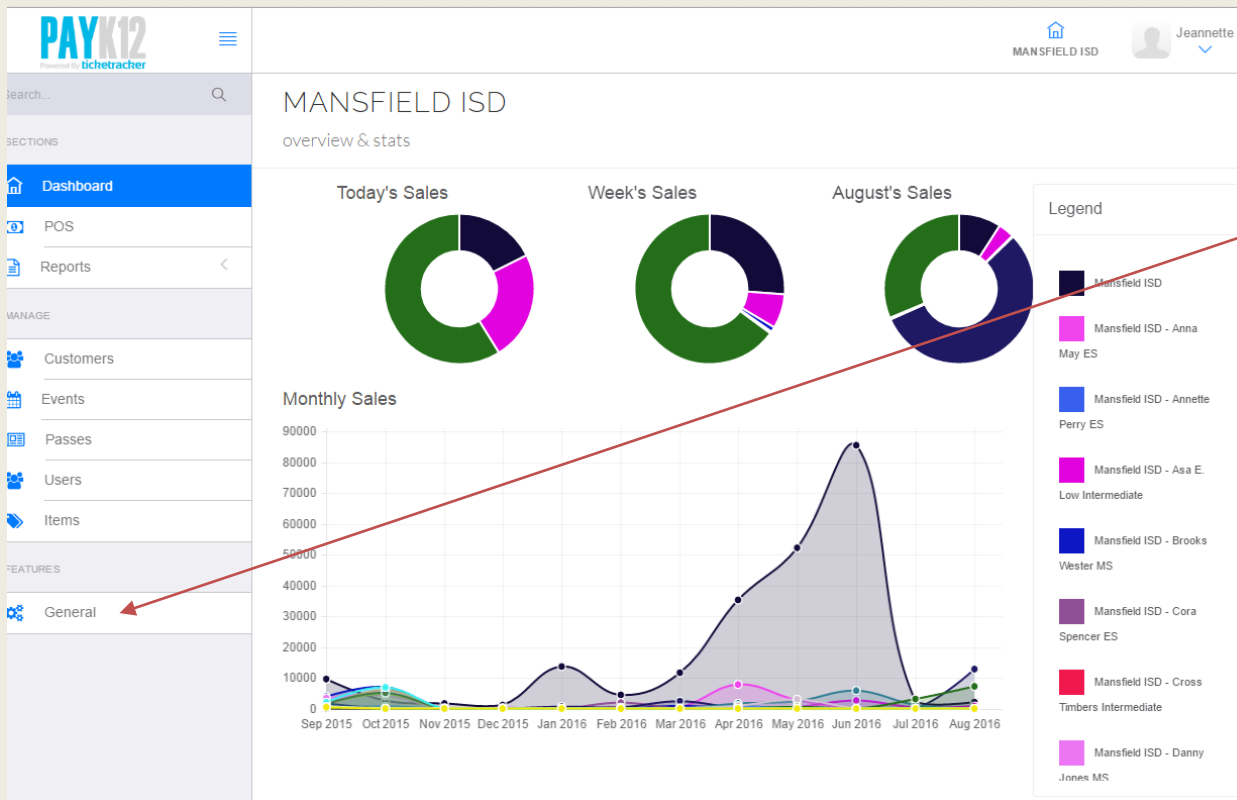 PAYK12
Powered By ticketracker
MANSFIELD ISD
Jeannette
Search...
SECTIONS
Dashboard
POS
Reports
MANAGE
Customers
Events
Passes
Users
Items
FEATURES
General
MANSFIELD ISD
overview & stats
Today's Sales
Week's Sales
August's Sales
Monthly Sales
90000
80000
70000
60000
50000
40000
30000
20000
10000
0
Sep 2015 Oct 2015 Nov 2015 Dec 2015 Jan 2016 Feb 2016 Mar 2016 Apr 2016 May 2016 Jun 2016 Jul 2016 Aug 2016
Legend
Mansfield ISD
Mansfield ISD - Anna
May ES
Mansfield ISD - Annette
Perry ES
Mansfield ISD - Asa E.
Low Intermediate
Mansfield ISD - Brooks
Wester MS
Mansfield ISD - Cora
Spencer ES
Mansfield ISD - Cross
Timbers Intermediate
Mansfield ISD - Danny
Jones MS